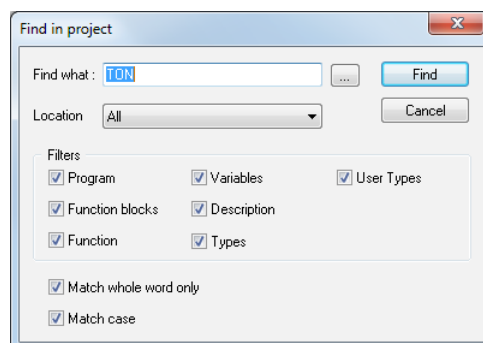 Find in project
Find what : TON ... Find
Location All Cancel
Filters
Program Variables User Types
Function blocks Description
Function Types
Match whole word only
Match case